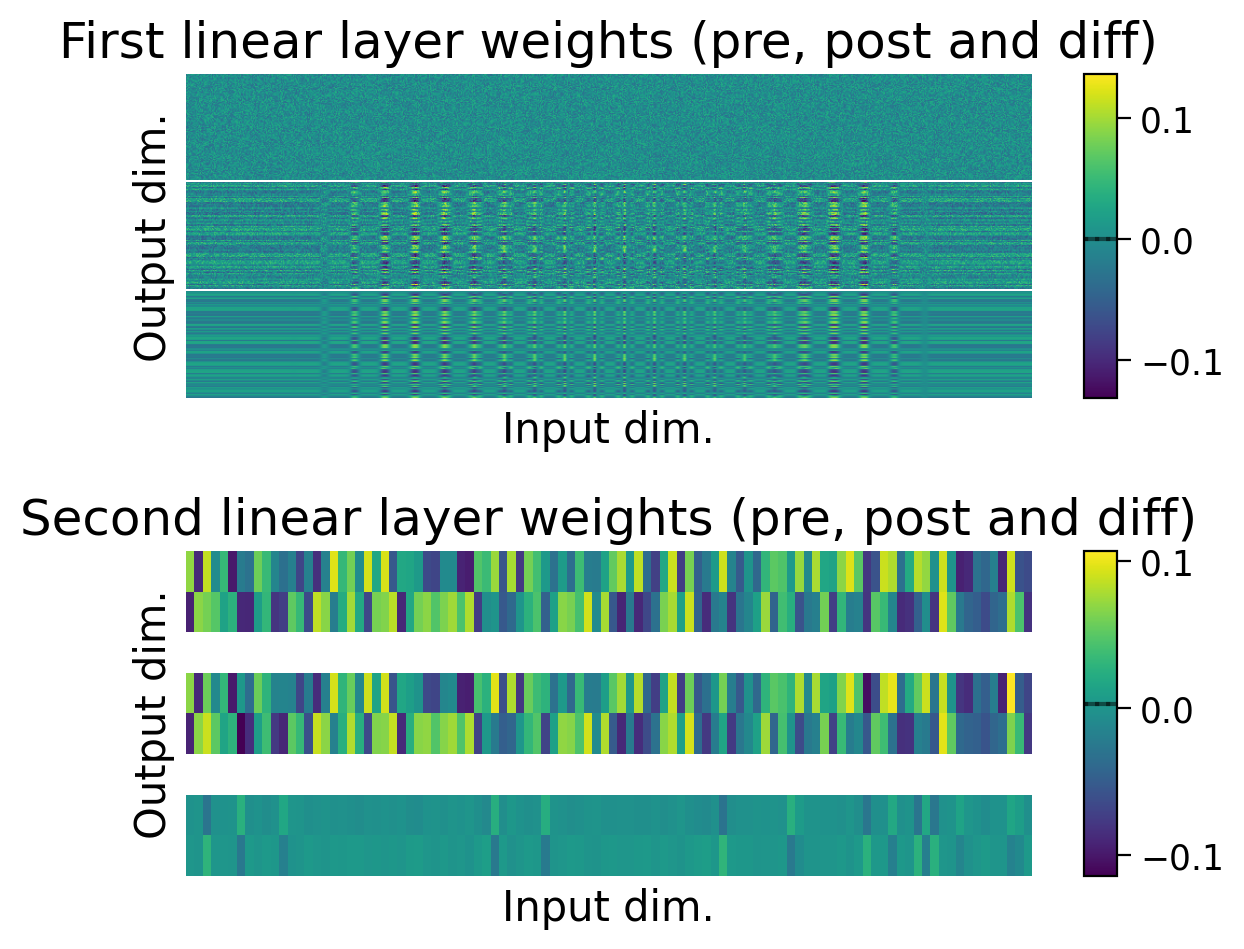 First linear layer weights (pre, post and diff)
Output dim.
0.1
0.0
−0.1
Input dim.
Second linear layer weights (pre, post and diff)
Output dim.
0.1
0.0
−0.1
Input dim.